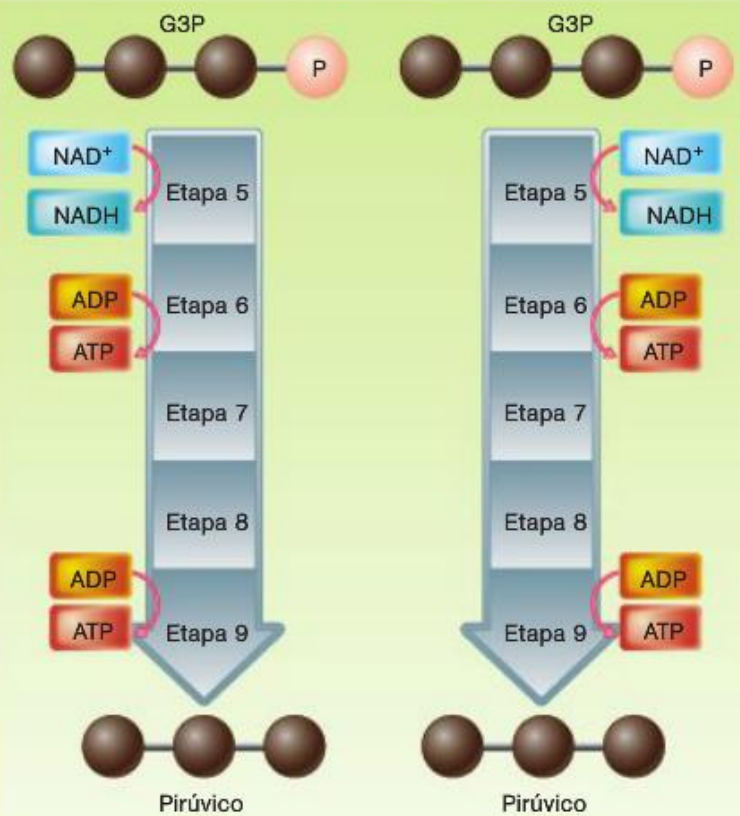 G3P
G3P
P
P
NAD⁺
NAD⁺
Etapa 5
Etapa 5
NADH
NADH
ADP
Etapa 6
Etapa 6
ADP
ATP
ATP
Etapa 7
Etapa 7
Etapa 8
Etapa 8
ADP
ADP
ATP
Etapa 9
Etapa 9
ATP
Pirúvico
Pirúvico